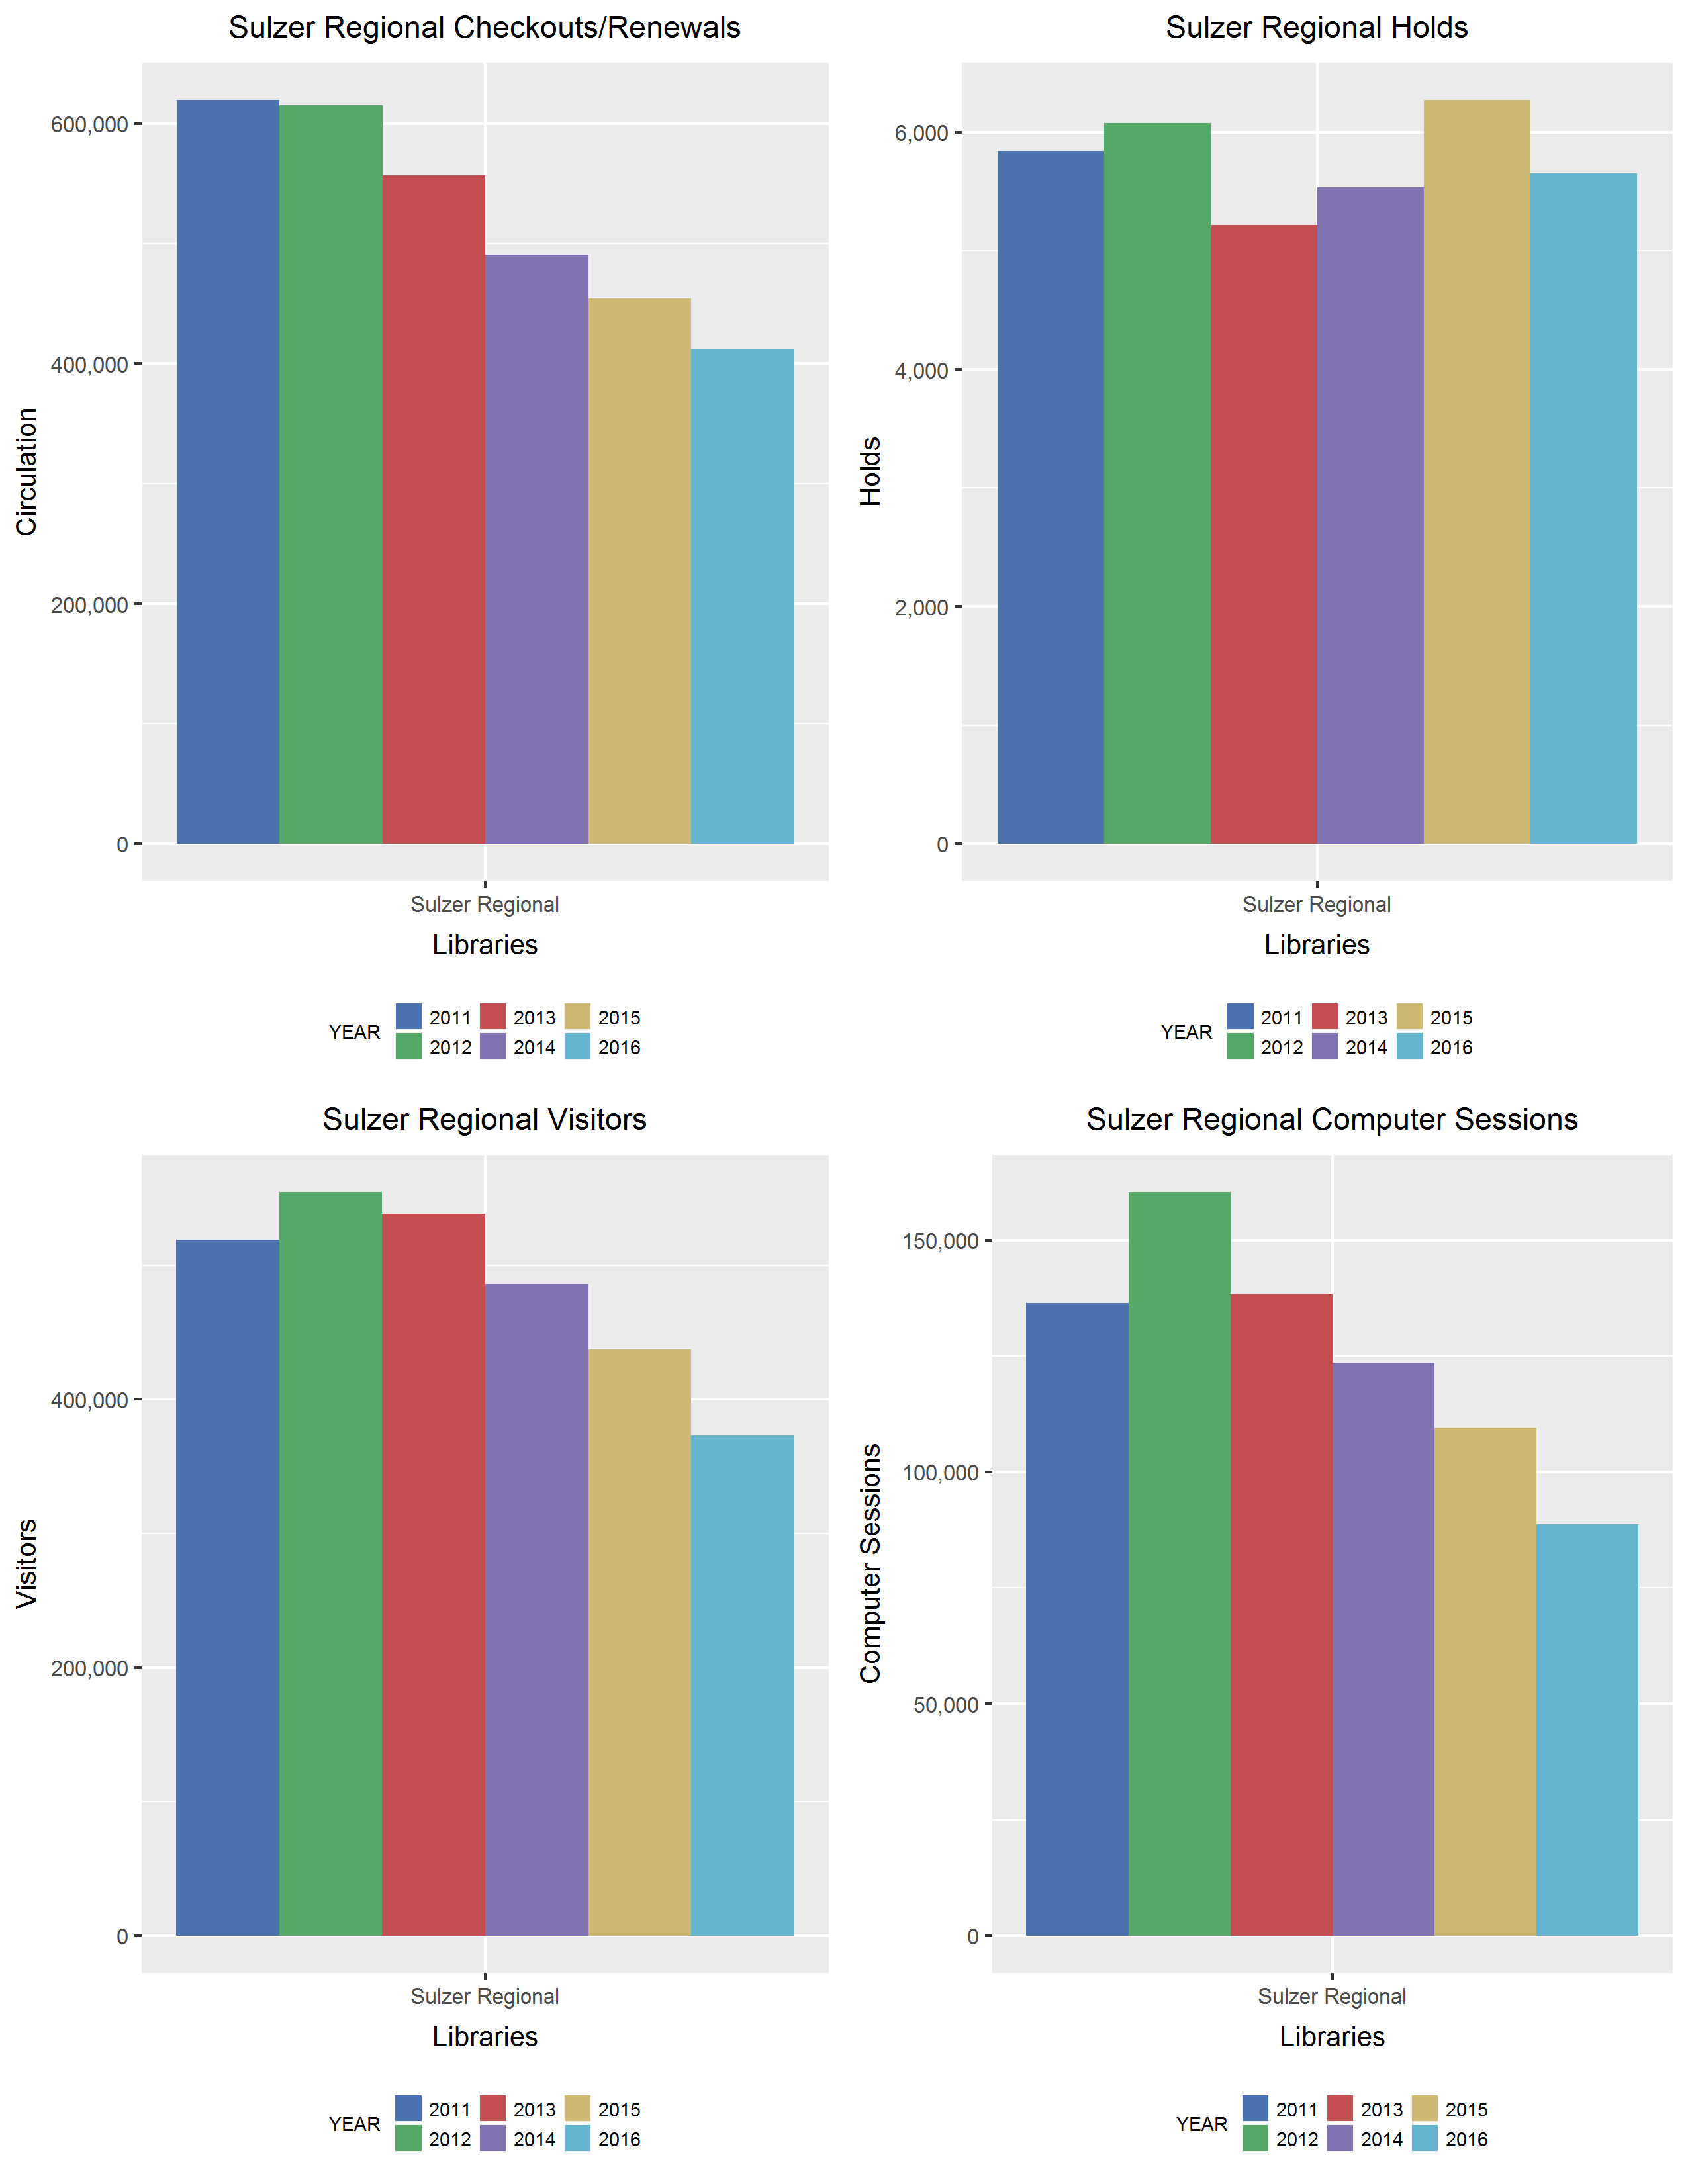 Sulzer Regional Checkouts/Renewals
Circulation
600,000
400,000
200,000
0
Sulzer Regional
Libraries
YEAR 2011 2013 2015
2012 2014 2016
Sulzer Regional Holds
Holds
6,000
4,000
2,000
0
Sulzer Regional
Libraries
YEAR 2011 2013 2015
2012 2014 2016
Sulzer Regional Visitors
Visitors
400,000
200,000
0
Sulzer Regional
Libraries
YEAR 2011 2013 2015
2012 2014 2016
Sulzer Regional Computer Sessions
Computer Sessions
150,000
100,000
50,000
0
Sulzer Regional
Libraries
YEAR 2011 2013 2015
2012 2014 2016